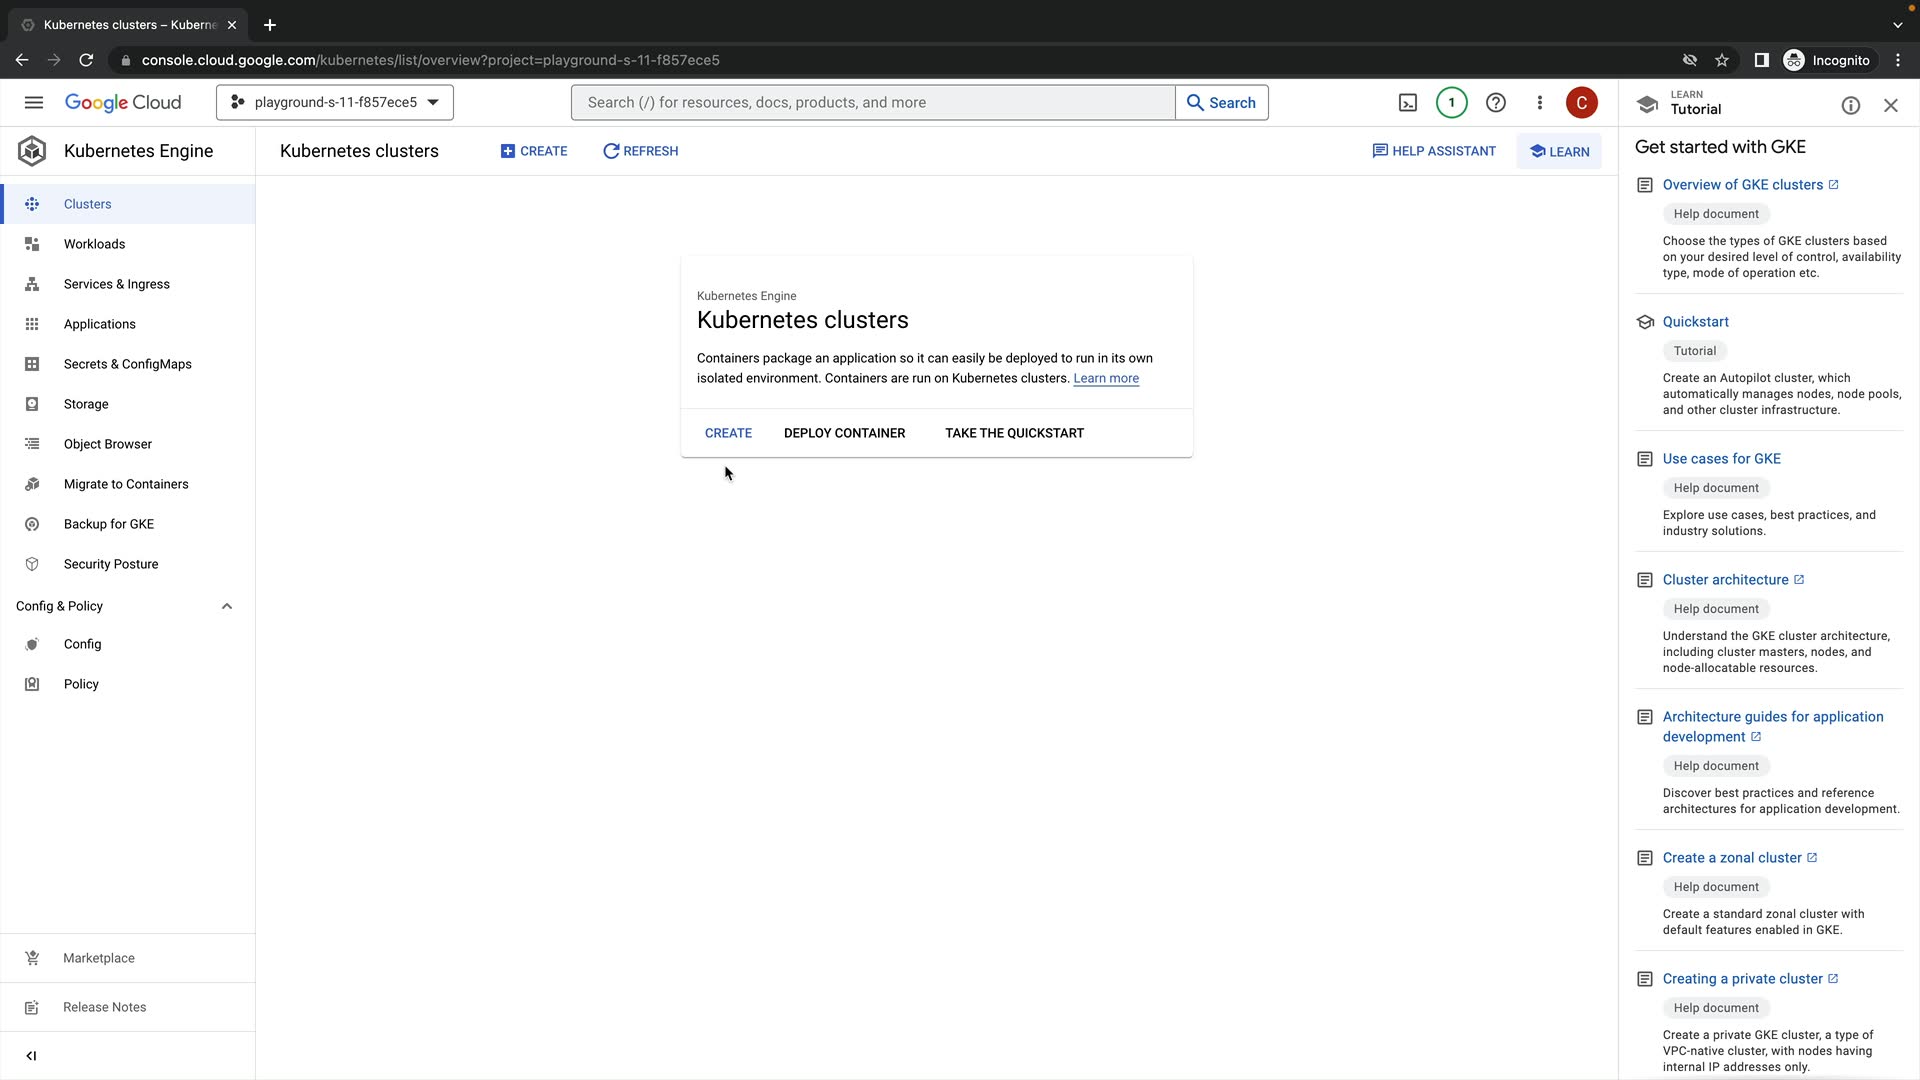 Kubernetes clusters – Kuberne
console.cloud.google.com/kubernetes/list/overview?project=playground-s-11-f857ece5
Incognito
Google Cloud
playground-s-11-f857ece5
Search (/) for resources, docs, products, and more
Search
1
C
LEARN
Tutorial
Kubernetes Engine
Kubernetes clusters
CREATE
REFRESH
HELP ASSISTANT
LEARN
Clusters
Workloads
Services & Ingress
Applications
Secrets & ConfigMaps
Storage
Object Browser
Migrate to Containers
Backup for GKE
Security Posture
Config & Policy
Config
Policy
Marketplace
Release Notes
Kubernetes Engine
Kubernetes clusters
Containers package an application so it can easily be deployed to run in its own
isolated environment. Containers are run on Kubernetes clusters. Learn more
CREATE
DEPLOY CONTAINER
TAKE THE QUICKSTART
Get started with GKE
Overview of GKE clusters
Help document
Choose the types of GKE clusters based
on your desired level of control, availability
type, mode of operation etc.
Quickstart
Tutorial
Create an Autopilot cluster, which
automatically manages nodes, node pools,
and other cluster infrastructure.
Use cases for GKE
Help document
Explore use cases, best practices, and
industry solutions.
Cluster architecture
Help document
Understand the GKE cluster architecture,
including cluster masters, nodes, and
node-allocatable resources.
Architecture guides for application
development
Help document
Discover best practices and reference
architectures for application development.
Create a zonal cluster
Help document
Create a standard zonal cluster with
default features enabled in GKE.
Creating a private cluster
Help document
Create a private GKE cluster, a type of
VPC-native cluster, with nodes having
internal IP addresses only.